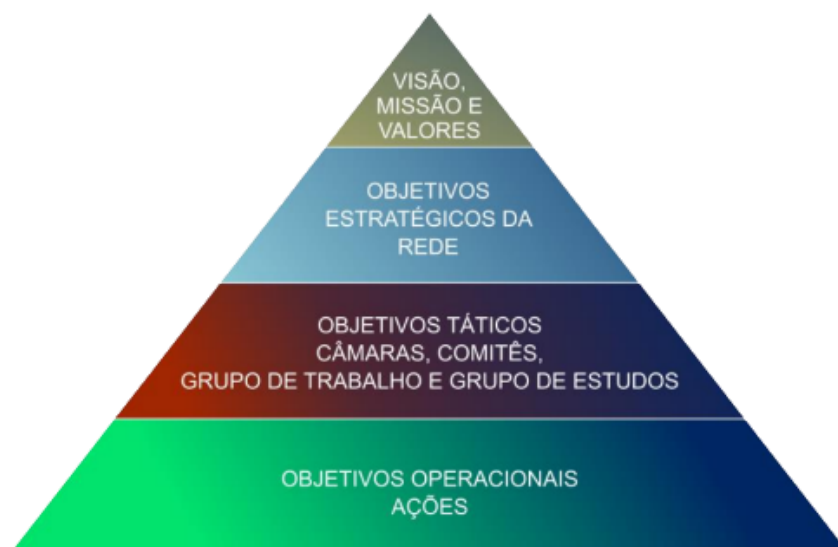 VISÃO,
MISSÃO E
VALORES
OBJETIVOS
ESTRATÉGICOS DA
REDE
OBJETIVOS TÁTICOS
CÂMARAS, COMITÊS,
GRUPO DE TRABALHO E GRUPO DE ESTUDOS
OBJETIVOS OPERACIONAIS
AÇÕES